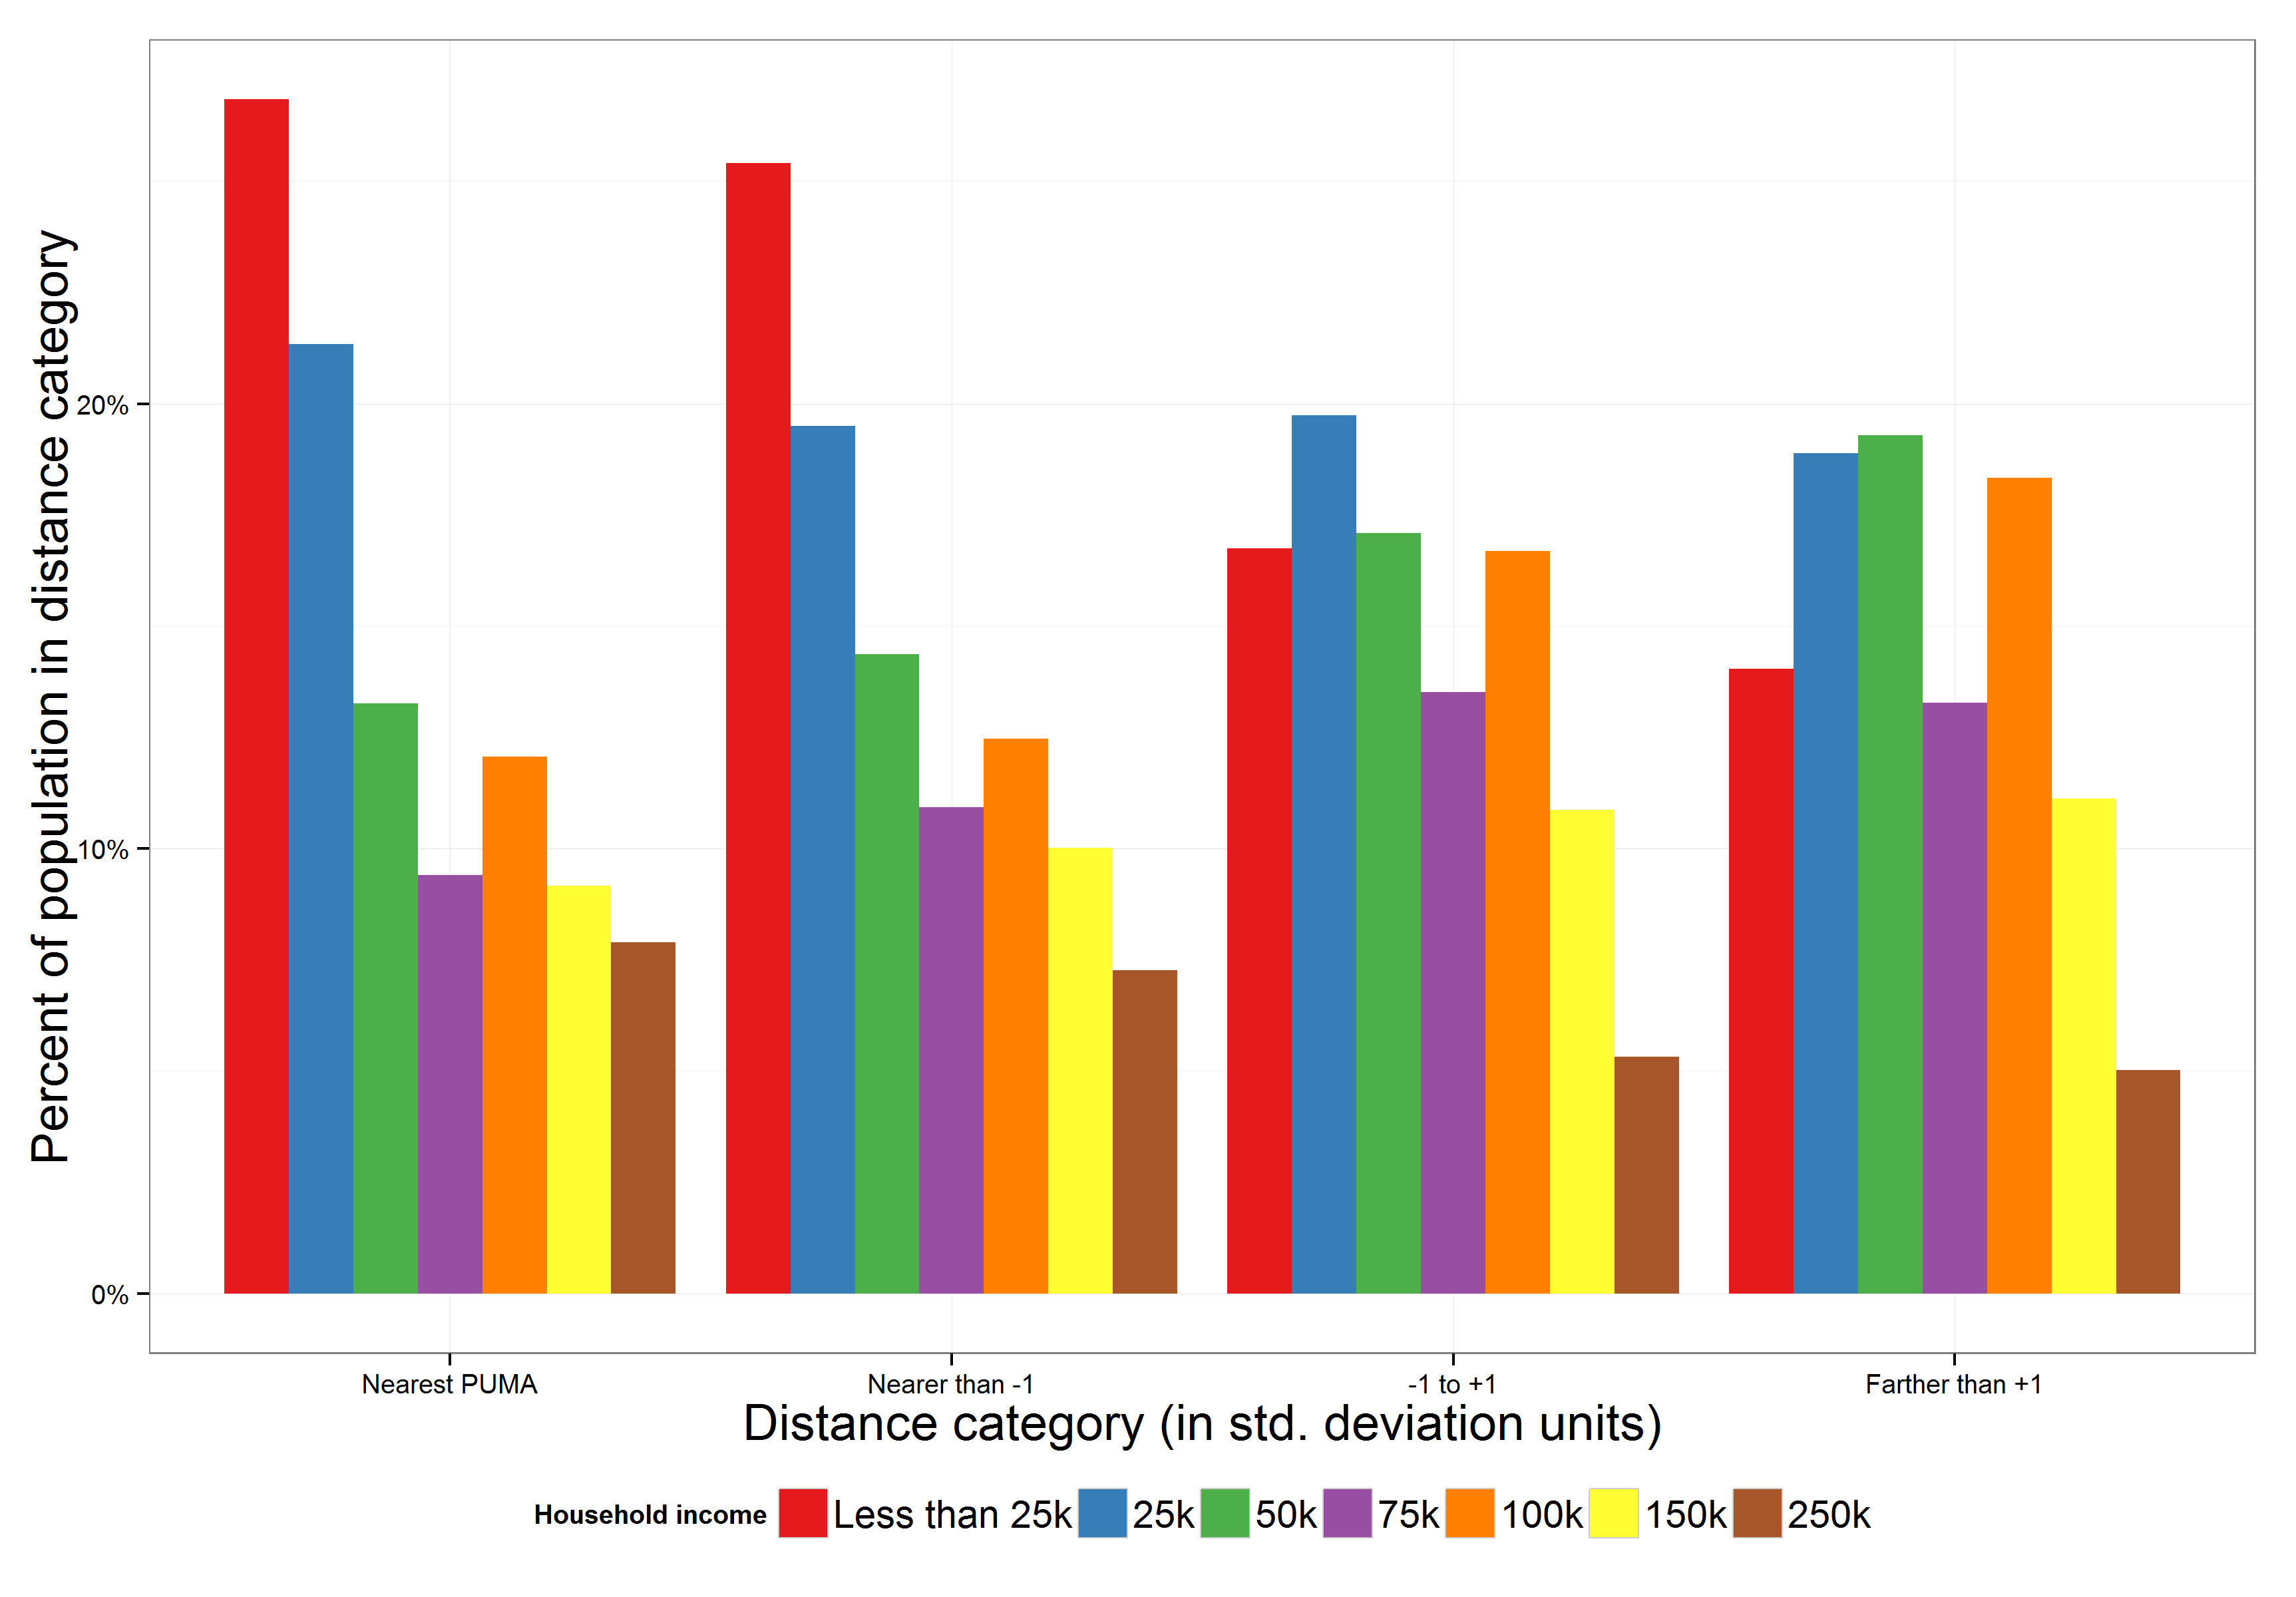 Percent of population in distance category
20%
10%
0%
Nearest PUMA Nearer than -1 -1 to +1 Farther than +1
Distance category (in std. deviation units)
Household income Less than 25k 25k 50k 75k 100k 150k 250k